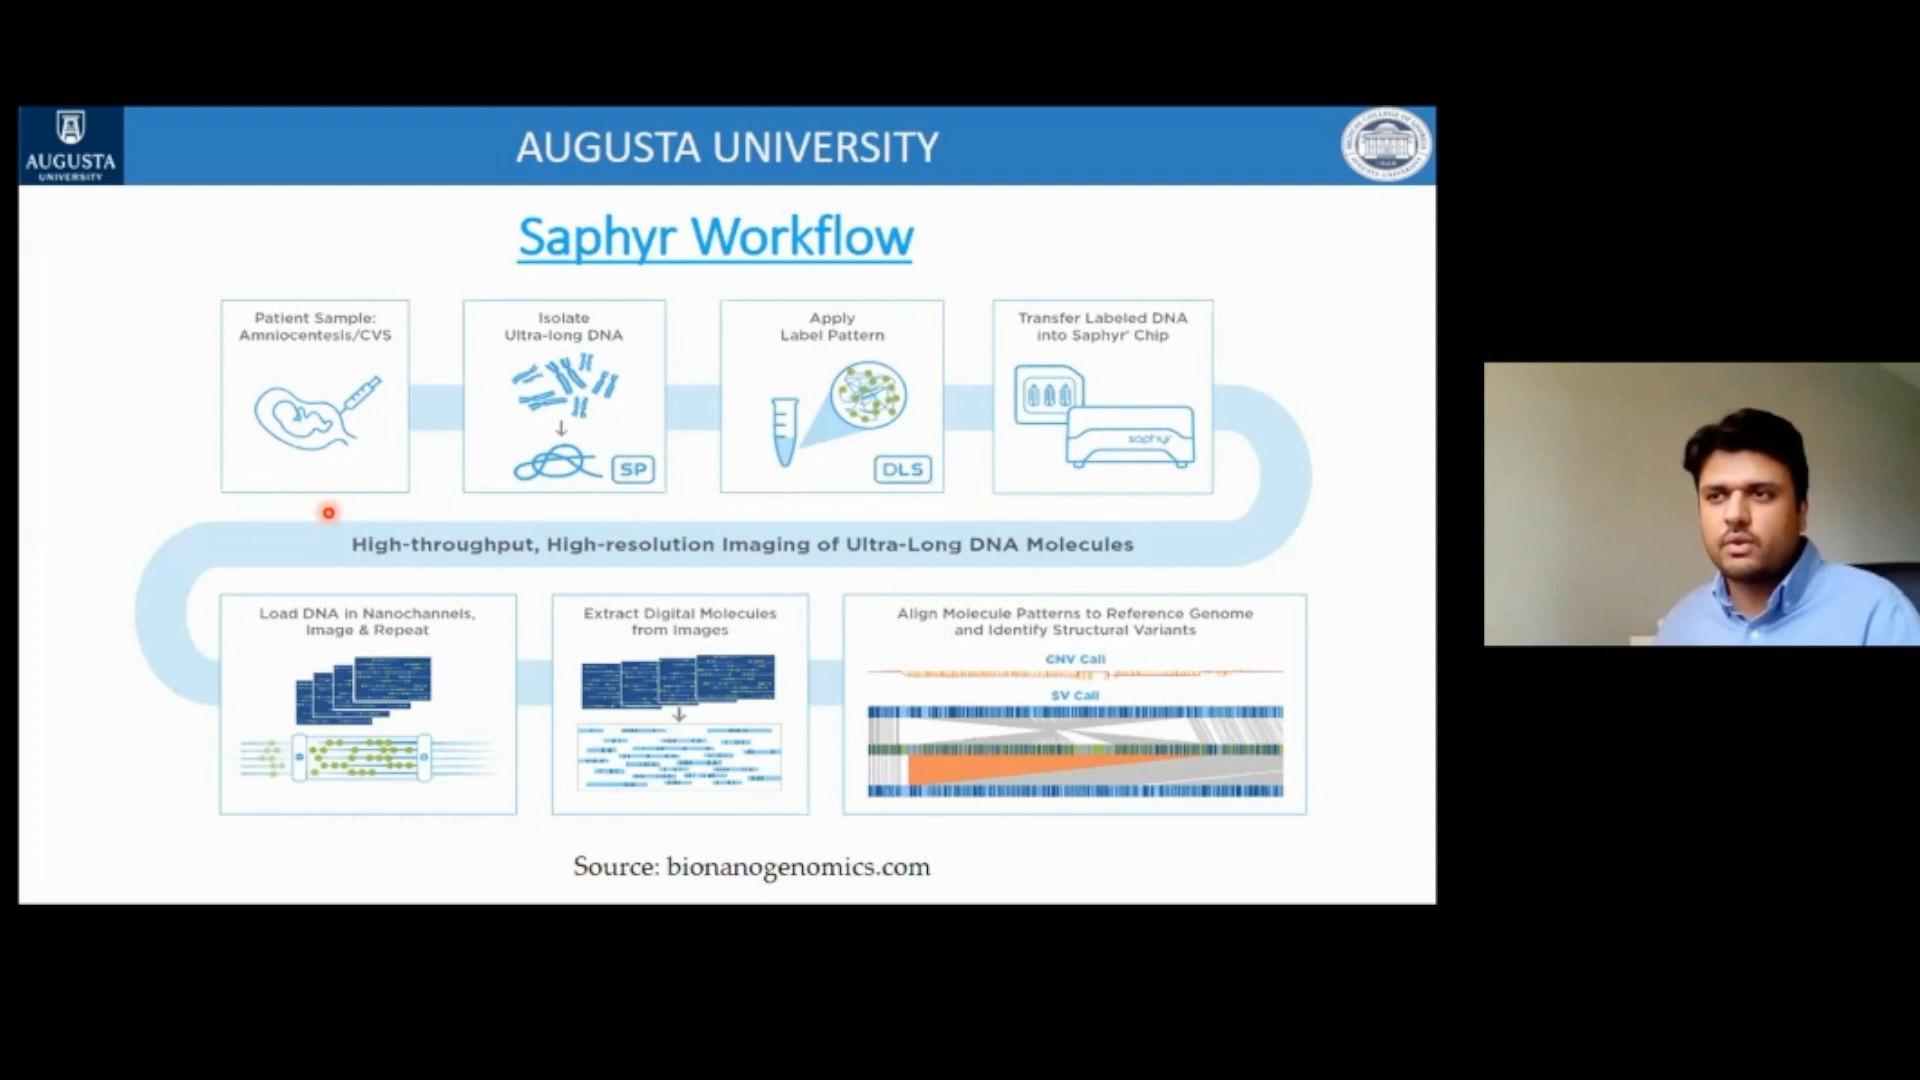 AUGUSTA
UNIVERSITY
AUGUSTA UNIVERSITY
Saphyr Workflow
Patient Sample:
Amniocentesis/CVS
Isolate
Ultra-long DNA
SP
Apply
Label Pattern
DLS
Transfer Labeled DNA
into Saphyr® Chip
saphyr
High-throughput, High-resolution Imaging of Ultra-Long DNA Molecules
Load DNA in Nanochannels,
Image & Repeat
Extract Digital Molecules
from Images
Align Molecule Patterns to Reference Genome
and Identify Structural Variants
CNV Call
SV Call
Source: bionanogenomics.com